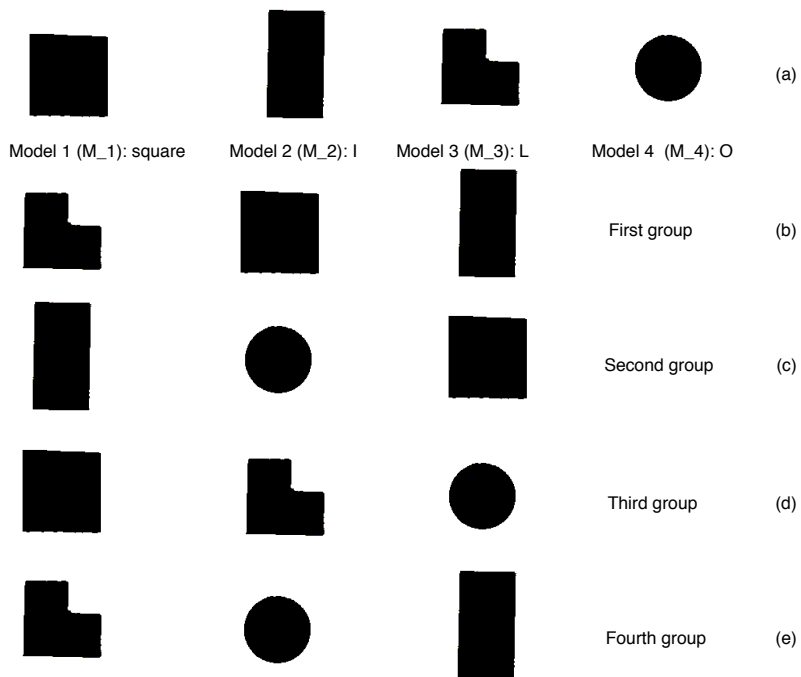 (a)
Model 1 (M_1): square Model 2 (M_2): I Model 3 (M_3): L Model 4 (M_4): O
First group (b)
Second group (c)
Third group (d)
Fourth group (e)